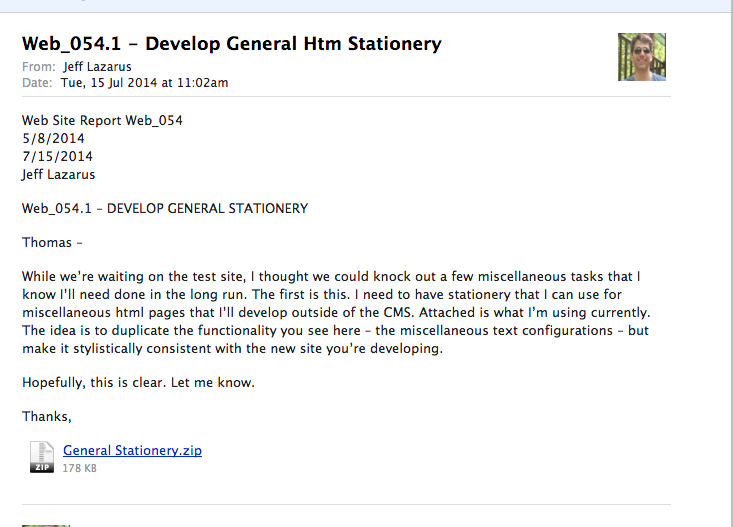 Web_054.1 – Develop General Htm Stationery
From: Jeff Lazarus
Date: Tue, 15 Jul 2014 at 11:02am
Web Site Report Web_054
5/8/2014
7/15/2014
Jeff Lazarus
Web_054.1 – DEVELOP GENERAL STATIONERY
Thomas –
While we're waiting on the test site, I thought we could knock out a few miscellaneous tasks that I
know I'll need done in the long run. The first is this. I need to have stationery that I can use for
miscellaneous html pages that I'll develop outside of the CMS. Attached is what I'm using currently.
The idea is to duplicate the functionality you see here – the miscellaneous text configurations – but
make it stylistically consistent with the new site you're developing.
Hopefully, this is clear. Let me know.
Thanks,
ZIP
General Stationery.zip
178 KB